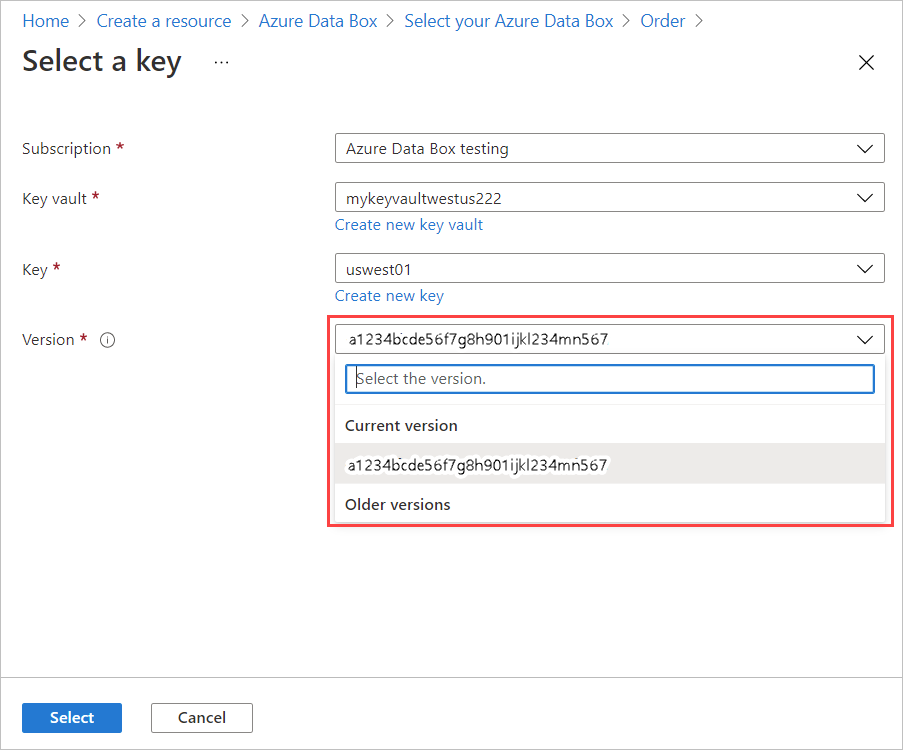 Home > Create a resource > Azure Data Box > Select your Azure Data Box > Order >
Select a key ...
Subscription * Azure Data Box testing
Key vault * mykeyvaultwestus222
Create new key vault
Key * uswest01
Create new key
Version * a1234bcde56f7g8h901ijkl234mn567
Select the version.
Current version
a1234bcde56f7g8h901ijkl234mn567
Older versions
Select Cancel